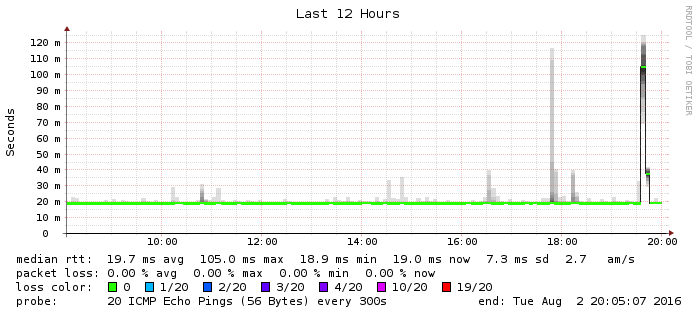 Last 12 Hours
RRDTOOL / TOBI OETIKER
Seconds
120 m
110 m
100 m
90 m
80 m
70 m
60 m
50 m
40 m
30 m
20 m
10 m
0
10:00 12:00 14:00 16:00 18:00 20:00
median rtt: 19.7 ms avg 105.0 ms max 18.9 ms min 19.0 ms now 7.3 ms sd 2.7 am/s
packet loss: 0.00 % avg 0.00 % max 0.00 % min 0.00 % now
loss color: 0 1/20 2/20 3/20 4/20 10/20 19/20
probe: 20 ICMP Echo Pings (56 Bytes) every 300s end: Tue Aug 2 20:05:07 2016